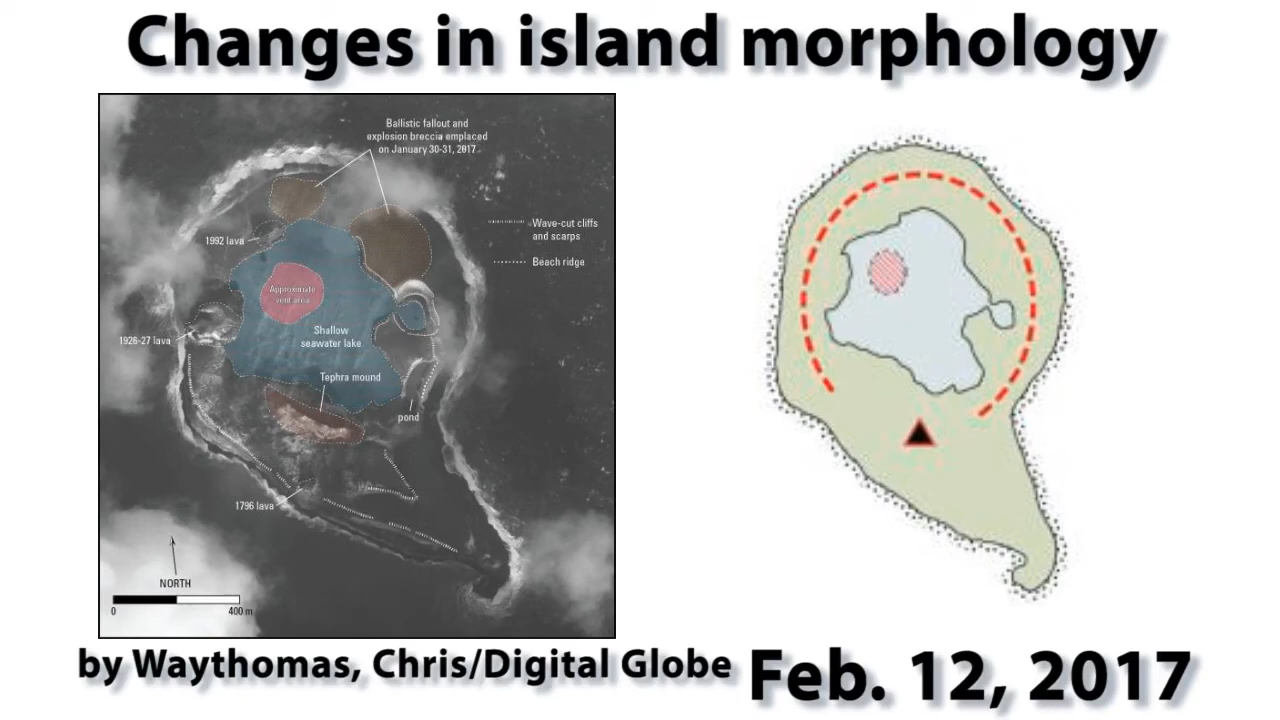 Changes in island morphology
Ballistic fallout and
explosion breccia emplaced
on January 30-31, 2017
1992 lava
Wave-cut cliffs
and scarps
Beach ridge
Approximate
vent area
Shallow
seawater lake
1926-27 lava
Tephra mound
pond
1796 lava
NORTH
0
400 m
by Waythomas, Chris/Digital Globe
Feb. 12, 2017